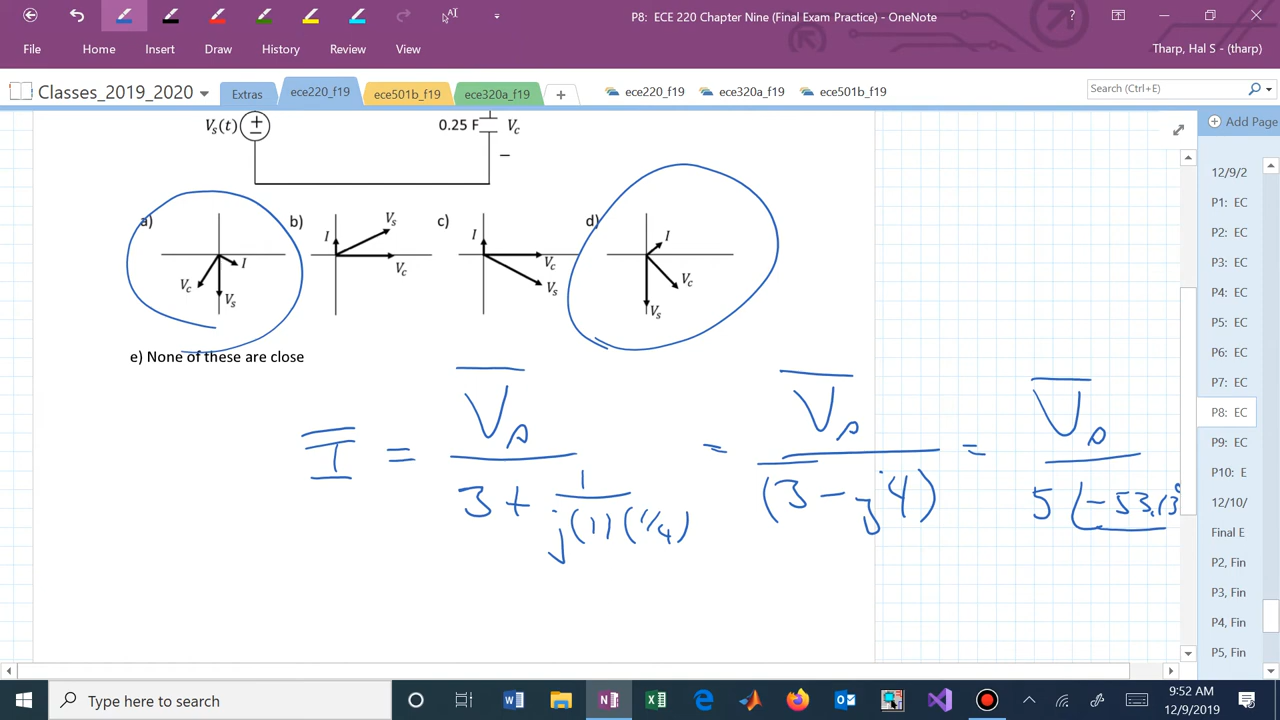 P8: ECE 220 Chapter Nine (Final Exam Practice) - OneNote
File Home Insert Draw History Review View
Tharp, Hal S - (tharp)
Classes_2019_2020
Extras ece220_f19 ece501b_f19 ece320a_f19
ece220_f19 ece320a_f19 ece501b_f19
Search (Ctrl+E)
Add Page
12/9/2
P1: EC
P2: EC
P3: EC
P4: EC
P5: EC
P6: EC
P7: EC
P8: EC
P9: EC
P10: E
12/10/
Final E
P2, Fin
P3, Fin
P4, Fin
P5, Fin
Vs(t) + − 0.25 F Vc −
a) I Vc Vs
b) I Vs Vc
c) I Vc Vs
d) I Vc Vs
e) None of these are close
I = Vs / (3 + 1/(j(1)(1/4))) = Vs / (3 - j4) = Vs / (5 ∠-53.13°)
Type here to search
9:52 AM
12/9/2019